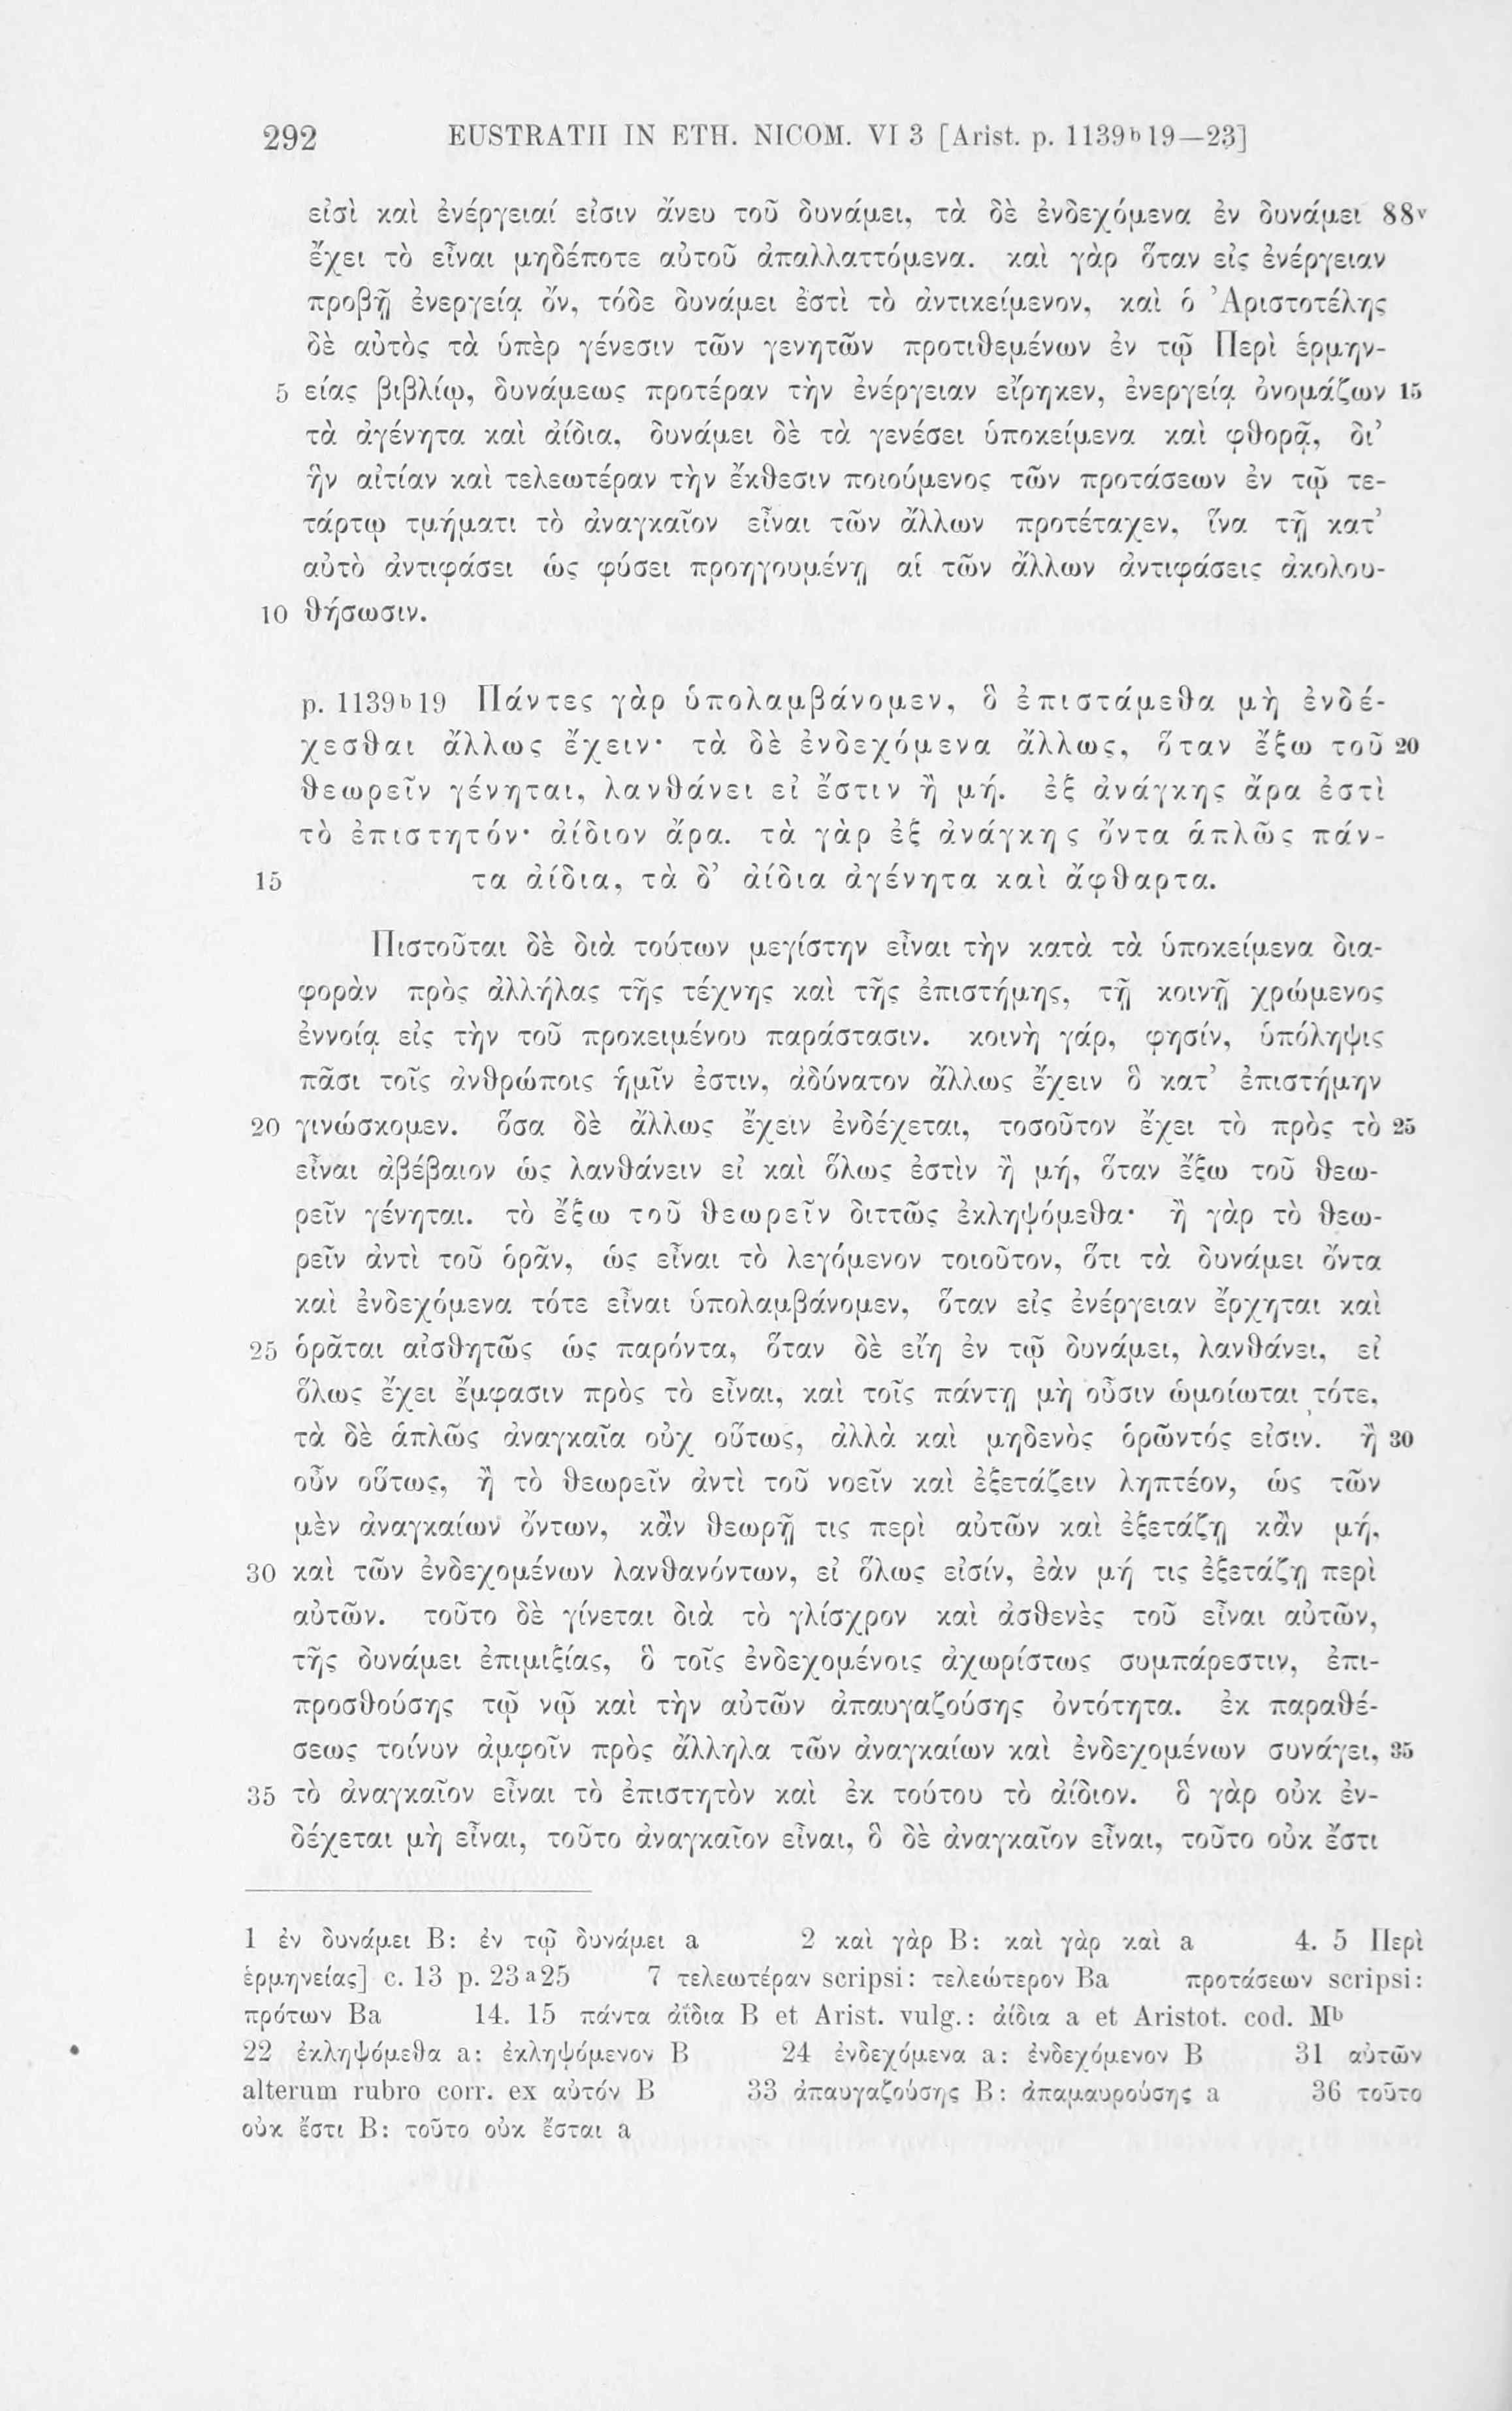 292 EUSTRATII IN ETH. NICOM. VI 3 [Arist. p. 1139b19—23]
εἰσὶ καὶ ἐνέργειαί εἰσιν ἄνευ τοῦ δυνάμει, τὰ δὲ ἐνδεχόμενα ἐν δυνάμει 88v
ἔχει τὸ εἶναι μηδέποτε αὐτοῦ ἀπαλλαττόμενα. καὶ γὰρ ὅταν εἰς ἐνέργειαν
προβῇ ἐνεργείᾳ ὄν, τόδε δυνάμει ἐστὶ τὸ ἀντικείμενον, καὶ ὁ Ἀριστοτέλης
δὲ αὐτὸς τὰ ὑπὲρ γένεσιν τῶν γενητῶν προτιθεμένων ἐν τῷ Περὶ ἑρμην-
5 είας βιβλίῳ, δυνάμεως προτέραν τὴν ἐνέργειαν εἴρηκεν, ἐνεργείᾳ ὀνομάζων 15
τὰ ἀγένητα καὶ ἀίδια, δυνάμει δὲ τὰ γενέσει ὑποκείμενα καὶ φθορᾷ, δι’
ἣν αἰτίαν καὶ τελεωτέραν τὴν ἔκθεσιν ποιούμενος τῶν προτάσεων ἐν τῷ τε-
τάρτῳ τμήματι τὸ ἀναγκαῖον εἶναι τῶν ἄλλων προτέταχεν, ἵνα τῇ κατ’
αὐτὸ ἀντιφάσει ὡς φύσει προηγουμένῃ αἱ τῶν ἄλλων ἀντιφάσεις ἀκολου-
10 θήσωσιν.
p. 1139b19 Πάντες γὰρ ὑπολαμβάνομεν, ὃ ἐπιστάμεθα μὴ ἐνδέ-
χεσθαι ἄλλως ἔχειν· τὰ δὲ ἐνδεχόμενα ἄλλως, ὅταν ἔξω τοῦ 20
θεωρεῖν γένηται, λανθάνει εἰ ἔστιν ἢ μή. ἐξ ἀνάγκης ἄρα ἐστὶ
τὸ ἐπιστητόν· ἀίδιον ἄρα. τὰ γὰρ ἐξ ἀνάγκης ὄντα ἁπλῶς πάν-
15 τα ἀίδια, τὰ δ’ ἀίδια ἀγένητα καὶ ἄφθαρτα.
Πιστοῦται δὲ διὰ τούτων μεγίστην εἶναι τὴν κατὰ τὰ ὑποκείμενα δια-
φορὰν πρὸς ἀλλήλας τῆς τέχνης καὶ τῆς ἐπιστήμης, τῇ κοινῇ χρώμενος
ἐννοίᾳ εἰς τὴν τοῦ προκειμένου παράστασιν. κοινὴ γάρ, φησίν, ὑπόληψις
πᾶσι τοῖς ἀνθρώποις ἡμῖν ἐστιν, ἀδύνατον ἄλλως ἔχειν ὃ κατ’ ἐπιστήμην
20 γινώσκομεν. ὅσα δὲ ἄλλως ἔχειν ἐνδέχεται, τοσοῦτον ἔχει τὸ πρὸς τὸ 25
εἶναι ἀβέβαιον ὡς λανθάνειν εἰ καὶ ὅλως ἐστὶν ἢ μή, ὅταν ἔξω τοῦ θεω-
ρεῖν γένηται. τὸ ἔξω τοῦ θεωρεῖν διττῶς ἐκληψόμεθα· ἢ γὰρ τὸ θεω-
ρεῖν ἀντὶ τοῦ ὁρᾶν, ὡς εἶναι τὸ λεγόμενον τοιοῦτον, ὅτι τὰ δυνάμει ὄντα
καὶ ἐνδεχόμενα τότε εἶναι ὑπολαμβάνομεν, ὅταν εἰς ἐνέργειαν ἔρχηται καὶ
25 ὁρᾶται αἰσθητῶς ὡς παρόντα, ὅταν δὲ εἴη ἐν τῷ δυνάμει, λανθάνει, εἰ
ὅλως ἔχει ἔμφασιν πρὸς τὸ εἶναι, καὶ τοῖς πάντῃ μὴ οὖσιν ὡμοίωται τότε,
τὰ δὲ ἁπλῶς ἀναγκαῖα οὐχ οὕτως, ἀλλὰ καὶ μηδενὸς ὁρῶντός εἰσιν. ἢ 30
οὖν οὕτως, ἢ τὸ θεωρεῖν ἀντὶ τοῦ νοεῖν καὶ ἐξετάζειν ληπτέον, ὡς τῶν
μὲν ἀναγκαίων ὄντων, κἂν θεωρῇ τις περὶ αὐτῶν καὶ ἐξετάζῃ κἂν μή,
30 καὶ τῶν ἐνδεχομένων λανθανόντων, εἰ ὅλως εἰσίν, ἐὰν μή τις ἐξετάζῃ περὶ
αὐτῶν. τοῦτο δὲ γίνεται διὰ τὸ γλίσχρον καὶ ἀσθενὲς τοῦ εἶναι αὐτῶν,
τῆς δυνάμει ἐπιμιξίας, ὃ τοῖς ἐνδεχομένοις ἀχωρίστως συμπάρεστιν, ἐπι-
προσθούσης τῷ νῷ καὶ τὴν αὐτῶν ἀπαυγαζούσης ὀντότητα. ἐκ παραθέ-
σεως τοίνυν ἀμφοῖν πρὸς ἄλληλα τῶν ἀναγκαίων καὶ ἐνδεχομένων συνάγει, 35
35 τὸ ἀναγκαῖον εἶναι τὸ ἐπιστητὸν καὶ ἐκ τούτου τὸ ἀίδιον. ὃ γὰρ οὐκ ἐν-
δέχεται μὴ εἶναι, τοῦτο ἀναγκαῖον εἶναι, ὃ δὲ ἀναγκαῖον εἶναι, τοῦτο οὐκ ἔστι
1 ἐν δυνάμει B: ἐν τῷ δυνάμει a 2 καὶ γὰρ B: καὶ γὰρ καὶ a 4. 5 Περὶ
ἑρμηνείας] c. 13 p. 23a25 7 τελεωτέραν scripsi: τελεώτερον Ba προτάσεων scripsi:
πρότων Ba 14. 15 πάντα ἀΐδια B et Arist. vulg.: ἀίδια a et Aristot. cod. Mb
22 ἐκληψόμεθα a: ἐκληψόμενον B 24 ἐνδεχόμενα a: ἐνδεχόμενον B 31 αὐτῶν
alterum rubro corr. ex αὐτόν B 33 ἀπαυγαζούσης B: ἀπαμαυρούσης a 36 τοῦτο
οὐκ ἔστι B: τοῦτο οὐκ ἔσται a